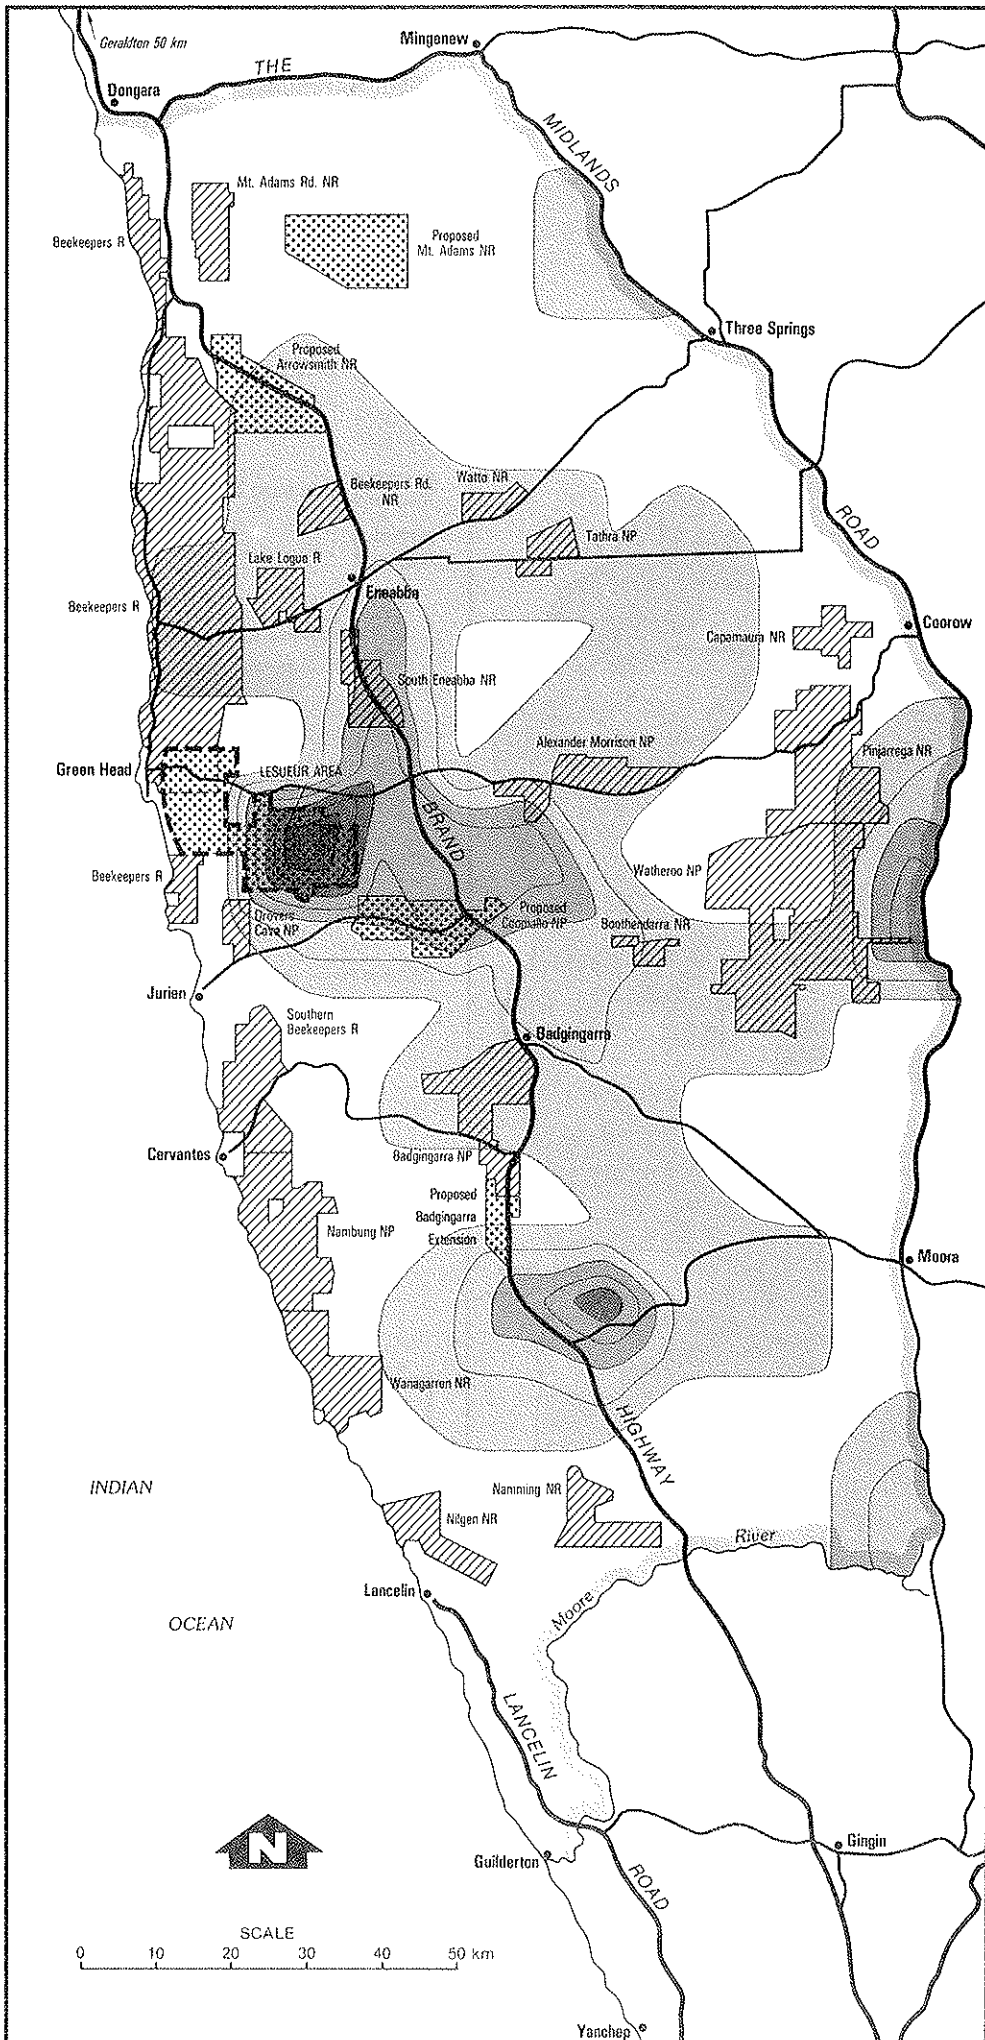 Geraldton 50 km
Mingenew
THE
Dongara
MIDLANDS
Mt. Adams Rd. NR
Beekeepers R
Proposed
Mt. Adams NR
Three Springs
Proposed
Arrowsmith NR
Watto NR
Beekeepers Rd.
NR
ROAD
Tathra NP
Lake Logue R
Eneabba
Beekeepers R
Coorow
Capamaura NR
South Eneabba NR
Alexander Morrison NP
Pinjarrega NR
Green Head
LESUEUR AREA
BRAND
Beekeepers R
Watheroo NP
Drovers
Cave NP
Proposed
Coomallo NP
Boothendarra NR
Jurien
Southern
Beekeepers R
Badgingarra
Cervantes
Badgingarra NP
Proposed
Badgingarra
Extension
Nambung NP
Moora
Wanagarren NR
HIGHWAY
INDIAN
Namming NR
Nilgen NR
River
Lancelin
Moore
OCEAN
LANCELIN
N
Gingin
Guilderton
ROAD
SCALE
0 10 20 30 40 50 km
Yanchep